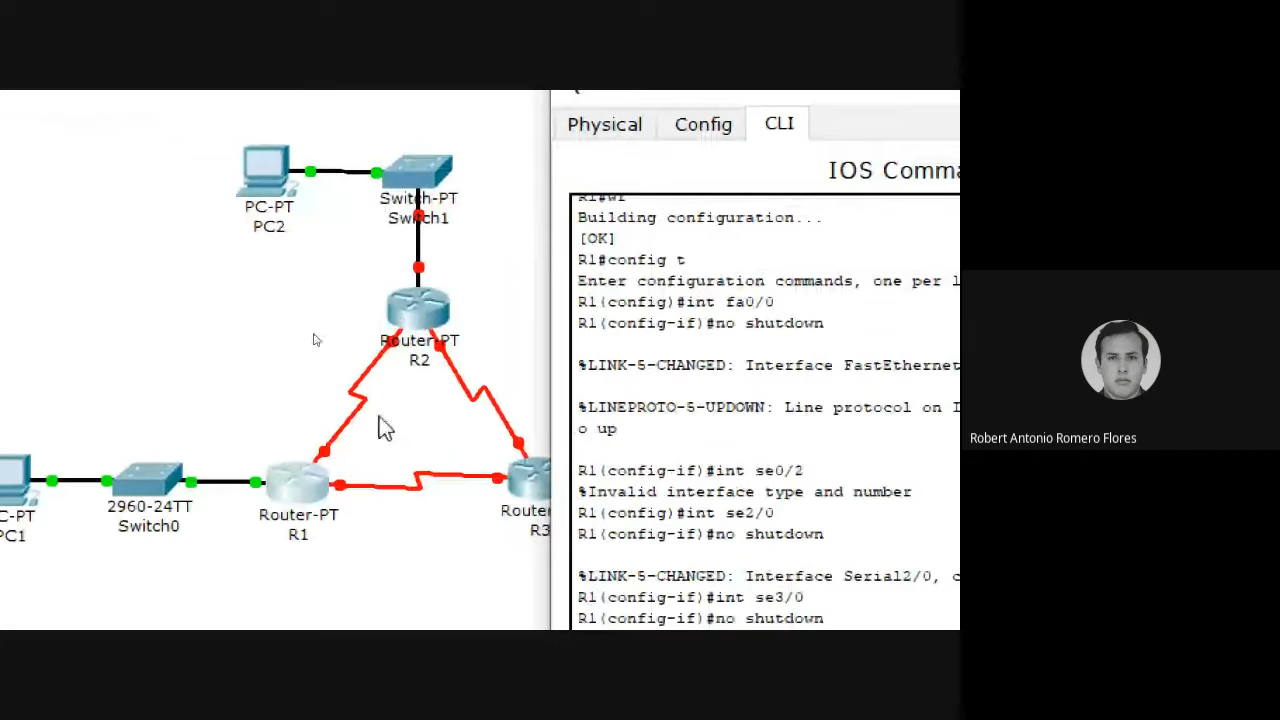 PC-PT
PC2
Switch-PT
Switch1
Router-PT
R2
C-PT
PC1
2960-24TT
Switch0
Router-PT
R1
Route
R3
Physical
Config
CLI
IOS Comma
R1#wr
Building configuration...
[OK]
R1#config t
Enter configuration commands, one per l
R1(config)#int fa0/0
R1(config-if)#no shutdown
%LINK-5-CHANGED: Interface FastEthernet
%LINEPROTO-5-UPDOWN: Line protocol on I
o up
R1(config-if)#int se0/2
%Invalid interface type and number
R1(config)#int se2/0
R1(config-if)#no shutdown
%LINK-5-CHANGED: Interface Serial2/0, c
R1(config-if)#int se3/0
R1(config-if)#no shutdown
Robert Antonio Romero Flores